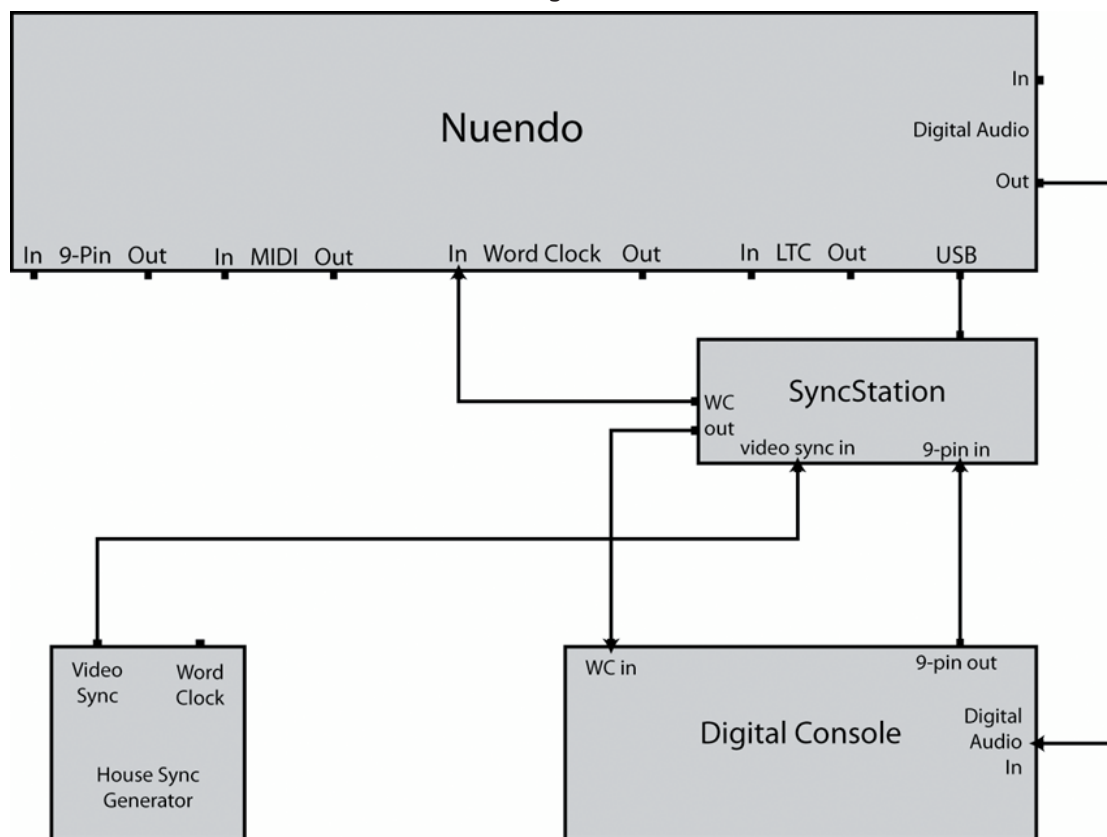 In
Nuendo
Digital Audio
Out
In 9-Pin Out In MIDI Out In Word Clock Out In LTC Out USB
SyncStation
WC
out
video sync in 9-pin in
Video
Sync
Word
Clock
House Sync
Generator
WC in
9-pin out
Digital Console
Digital
Audio
In